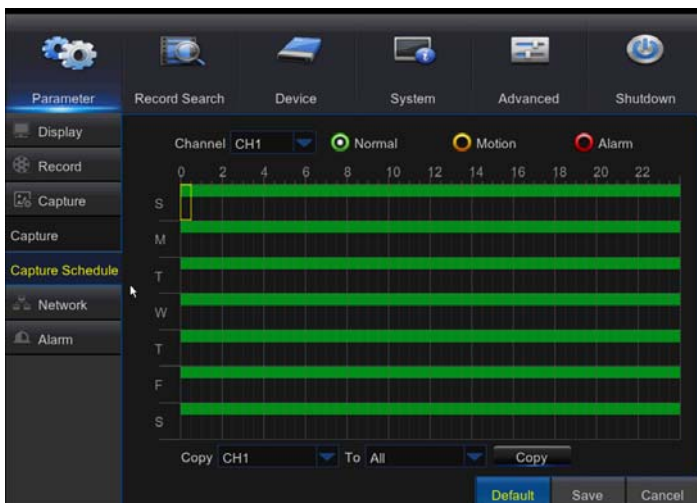 Parameter Record Search Device System Advanced Shutdown
Display
Record
Capture
Capture
Capture Schedule
Network
Alarm
Channel CH1 Normal Motion Alarm
0 2 4 6 8 10 12 14 16 18 20 22
S
M
T
W
T
F
S
Copy CH1 To All Copy
Default Save Cancel